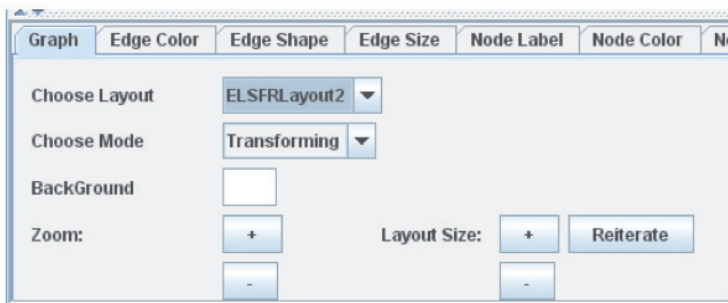 Graph Edge Color Edge Shape Edge Size Node Label Node Color
Choose Layout ELSFRLayout2
Choose Mode Transforming
BackGround
Zoom: + Layout Size: + Reiterate
- -